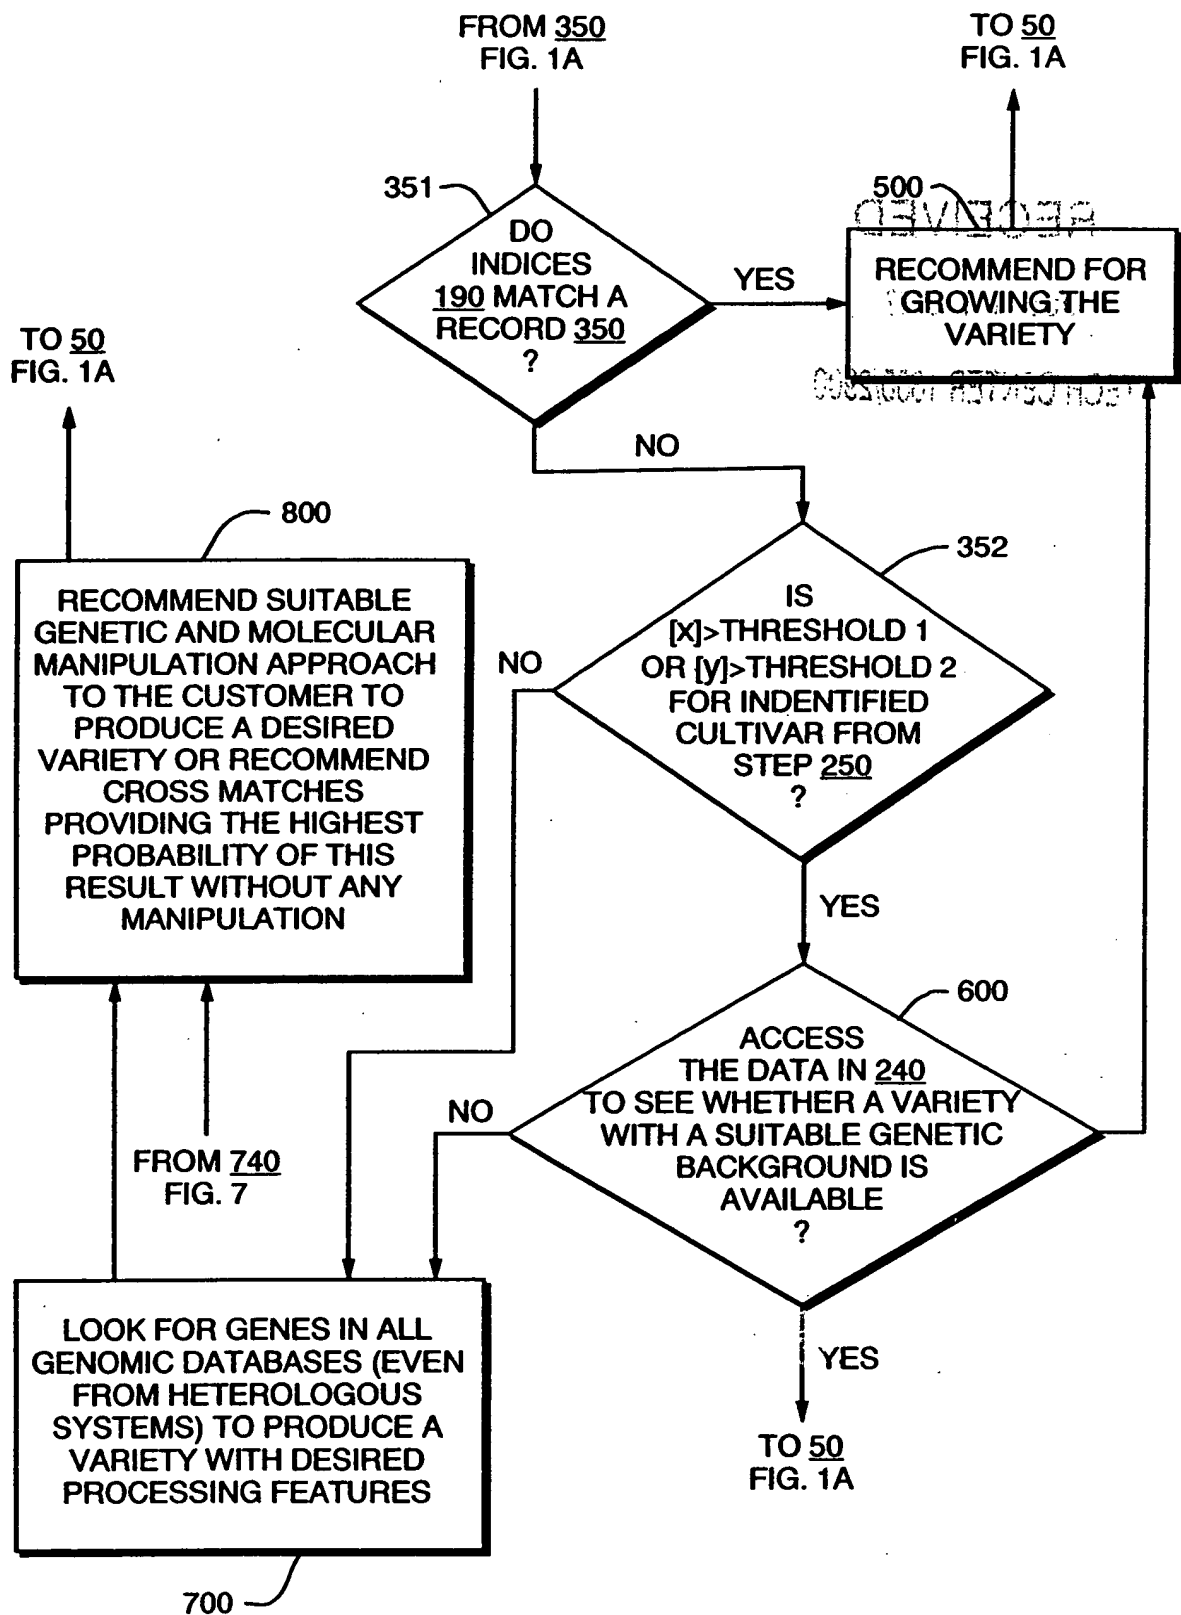 FROM 350
FIG. 1A
TO 50
FIG. 1A
351
DO
INDICES
190 MATCH A
RECORD 350
?
YES
500
RECEIVED
RECOMMEND FOR
GROWING THE
VARIETY
TECH CENTER 1600/2900
TO 50
FIG. 1A
NO
800
RECOMMEND SUITABLE
GENETIC AND MOLECULAR
MANIPULATION APPROACH
TO THE CUSTOMER TO
PRODUCE A DESIRED
VARIETY OR RECOMMEND
CROSS MATCHES
PROVIDING THE HIGHEST
PROBABILITY OF THIS
RESULT WITHOUT ANY
MANIPULATION
352
IS
[x]>THRESHOLD 1
OR [y]>THRESHOLD 2
FOR INDENTIFIED
CULTIVAR FROM
STEP 250
?
NO
YES
600
ACCESS
THE DATA IN 240
TO SEE WHETHER A VARIETY
WITH A SUITABLE GENETIC
BACKGROUND IS
AVAILABLE
?
NO
FROM 740
FIG. 7
YES
TO 50
FIG. 1A
LOOK FOR GENES IN ALL
GENOMIC DATABASES (EVEN
FROM HETEROLOGOUS
SYSTEMS) TO PRODUCE A
VARIETY WITH DESIRED
PROCESSING FEATURES
700